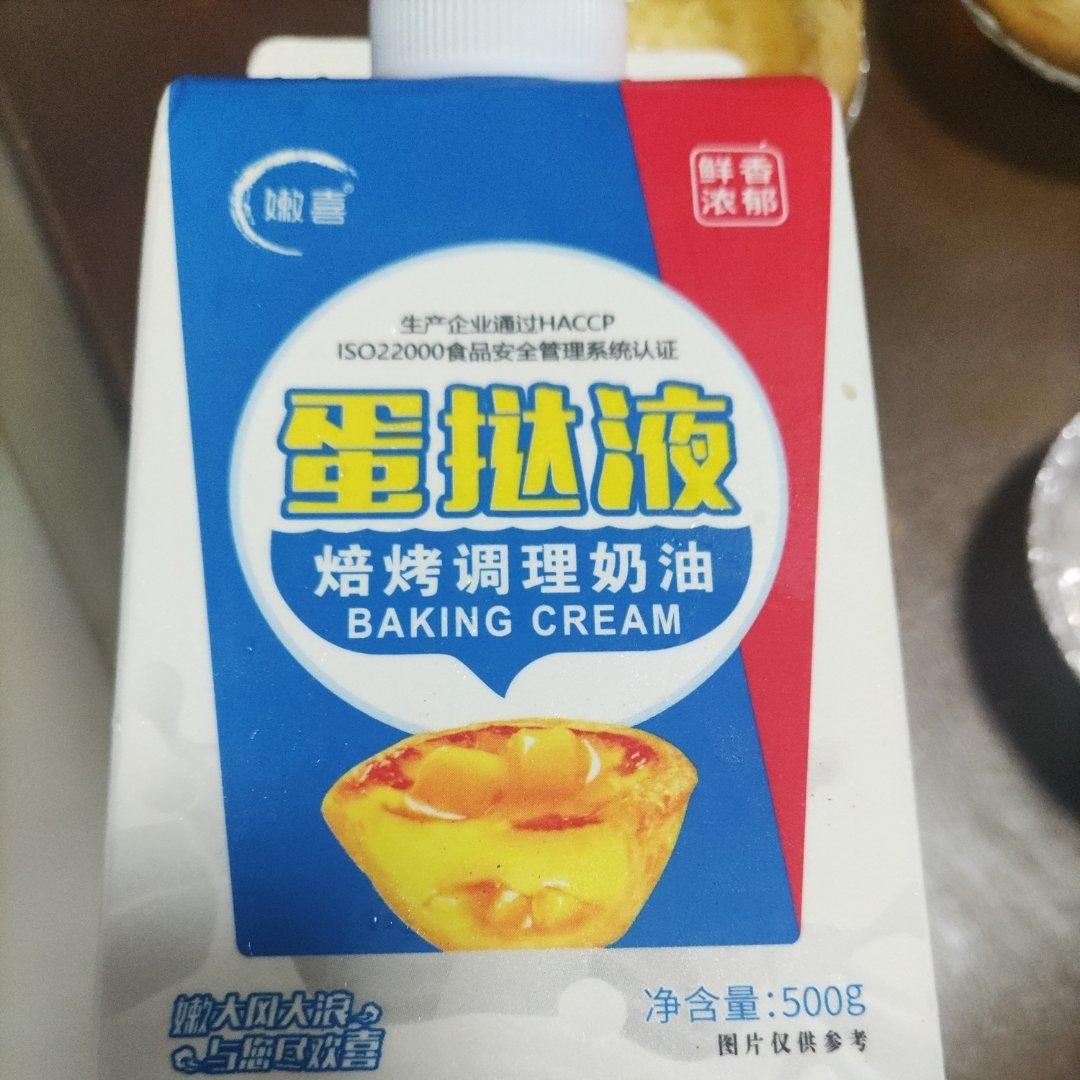 嫩喜®
鲜香
浓郁
生产企业通过HACCP
ISO22000食品安全管理系统认证
蛋挞液
焙烤调理奶油
BAKING CREAM
嫩大风大浪
与您尽欢喜
净含量:500g
图片仅供参考